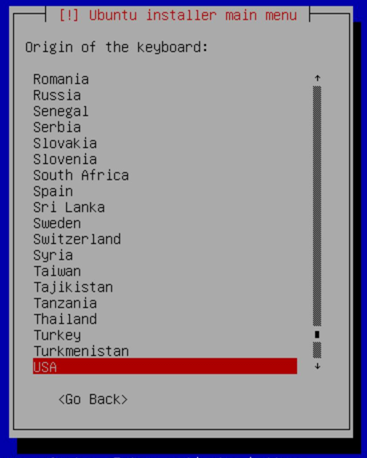 [!] Ubuntu installer main menu
Origin of the keyboard:
Romania
Russia
Senegal
Serbia
Slovakia
Slovenia
South Africa
Spain
Sri Lanka
Sweden
Switzerland
Syria
Taiwan
Tajikistan
Tanzania
Thailand
Turkey
Turkmenistan
USA
<Go Back>